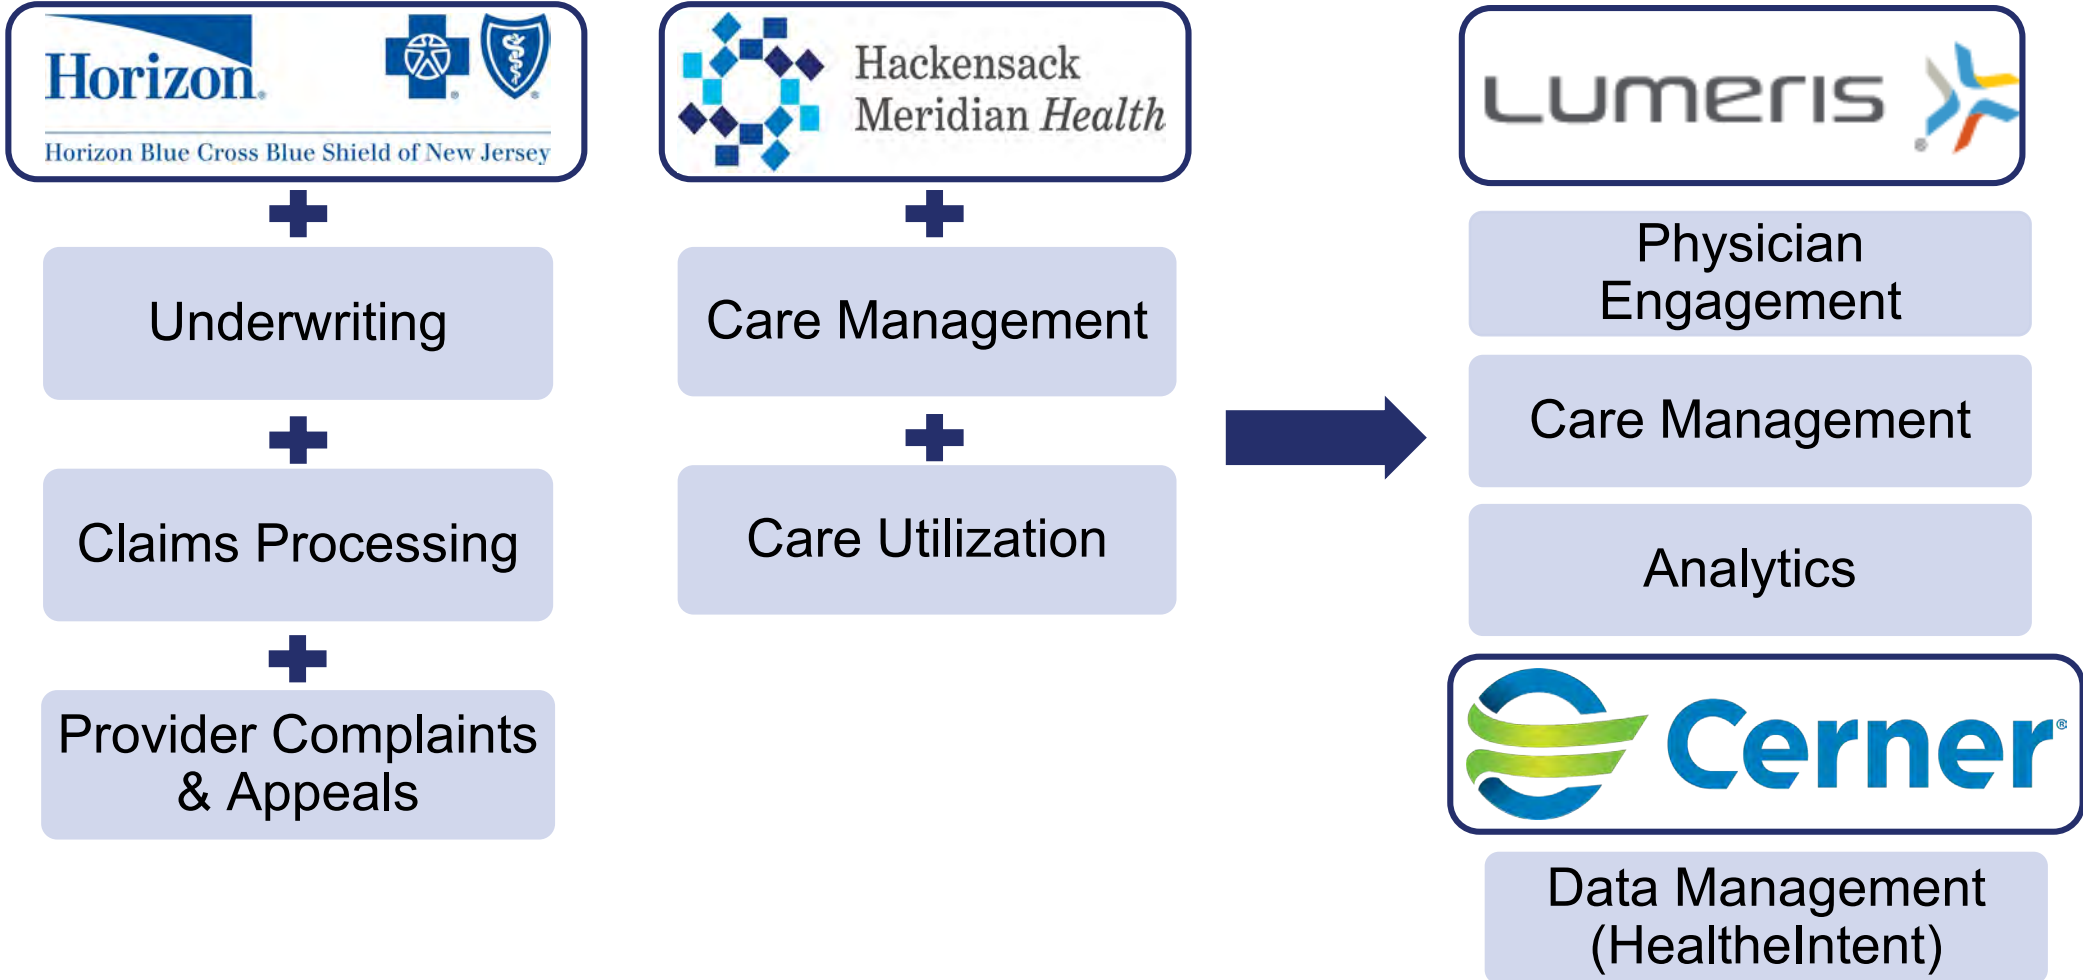 Horizon
Horizon Blue Cross Blue Shield of New Jersey
Underwriting
Claims Processing
Provider Complaints
& Appeals
Hackensack
Meridian Health
Care Management
Care Utilization
Lumeris
Physician
Engagement
Care Management
Analytics
Cerner
Data Management
(HealtheIntent)